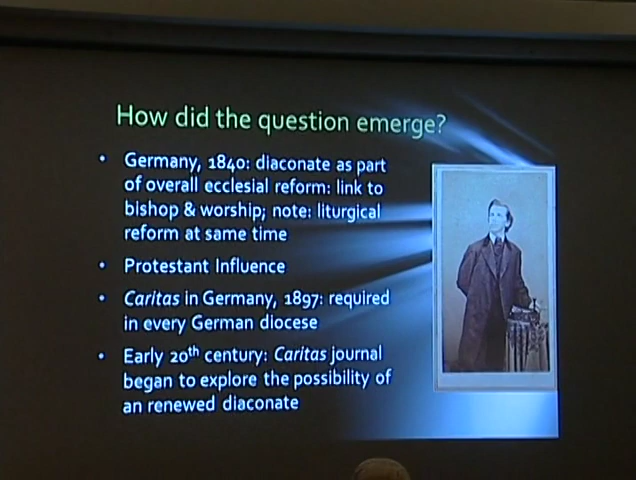 How did the question emerge?
• Germany, 1840: diaconate as part
of overall ecclesial reform: link to
bishop & worship; note: liturgical
reform at same time
• Protestant Influence
• Caritas in Germany, 1897: required
in every German diocese
• Early 20th century: Caritas journal
began to explore the possibility of
an renewed diaconate